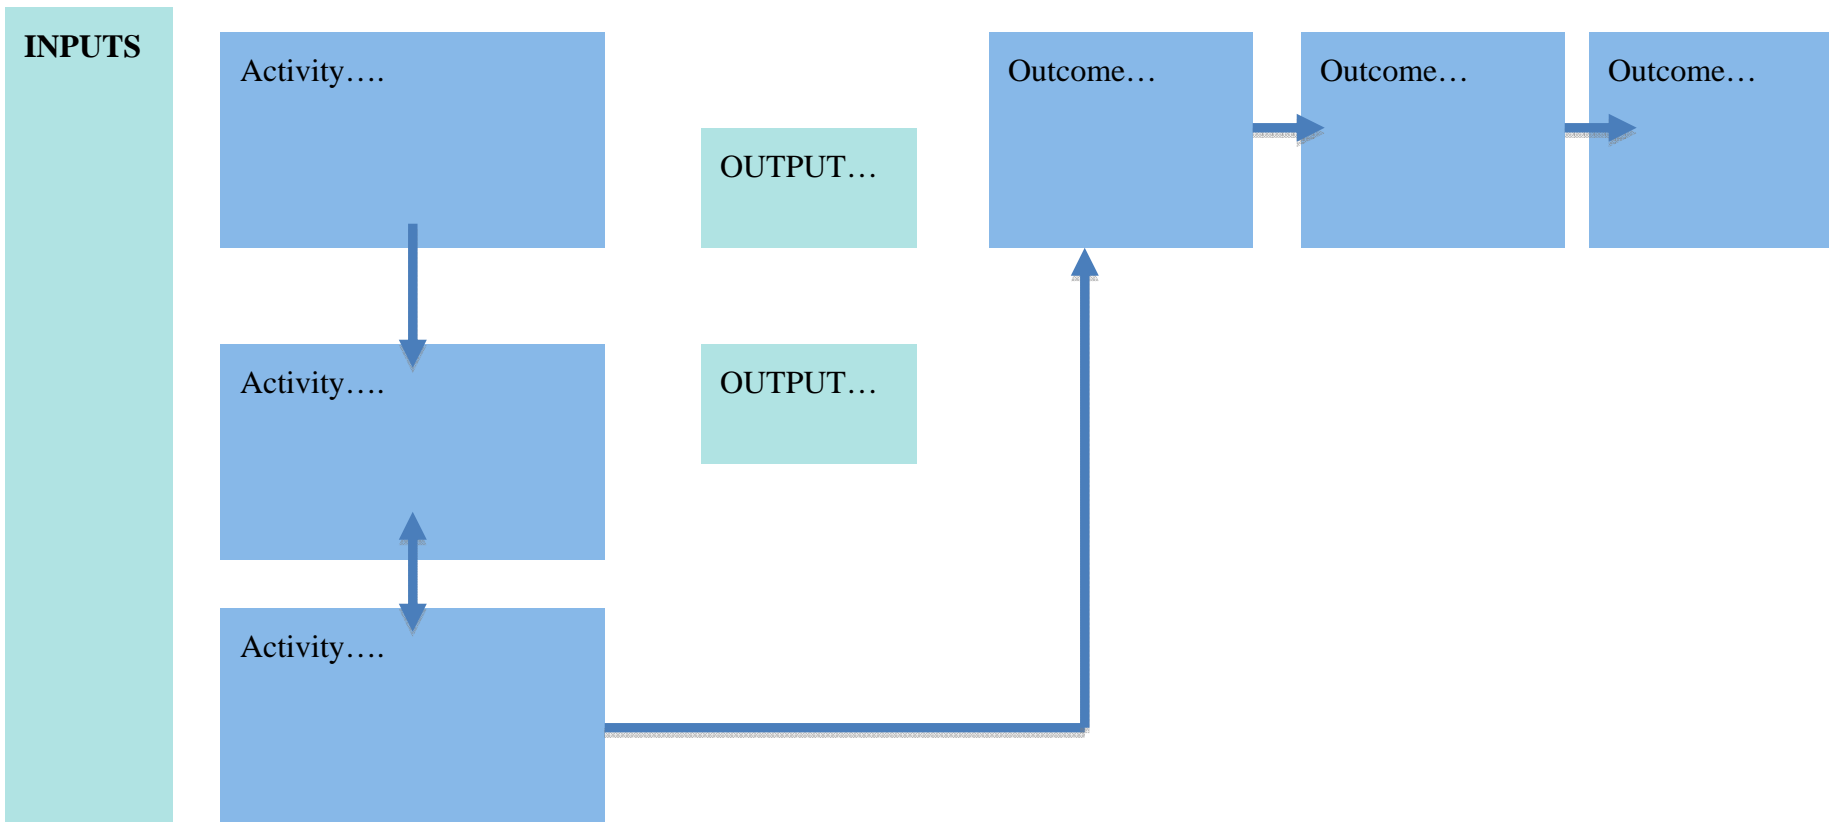 INPUTS
Activity….
OUTPUT…
Outcome…
Outcome…
Outcome…
Activity….
OUTPUT…
Activity….